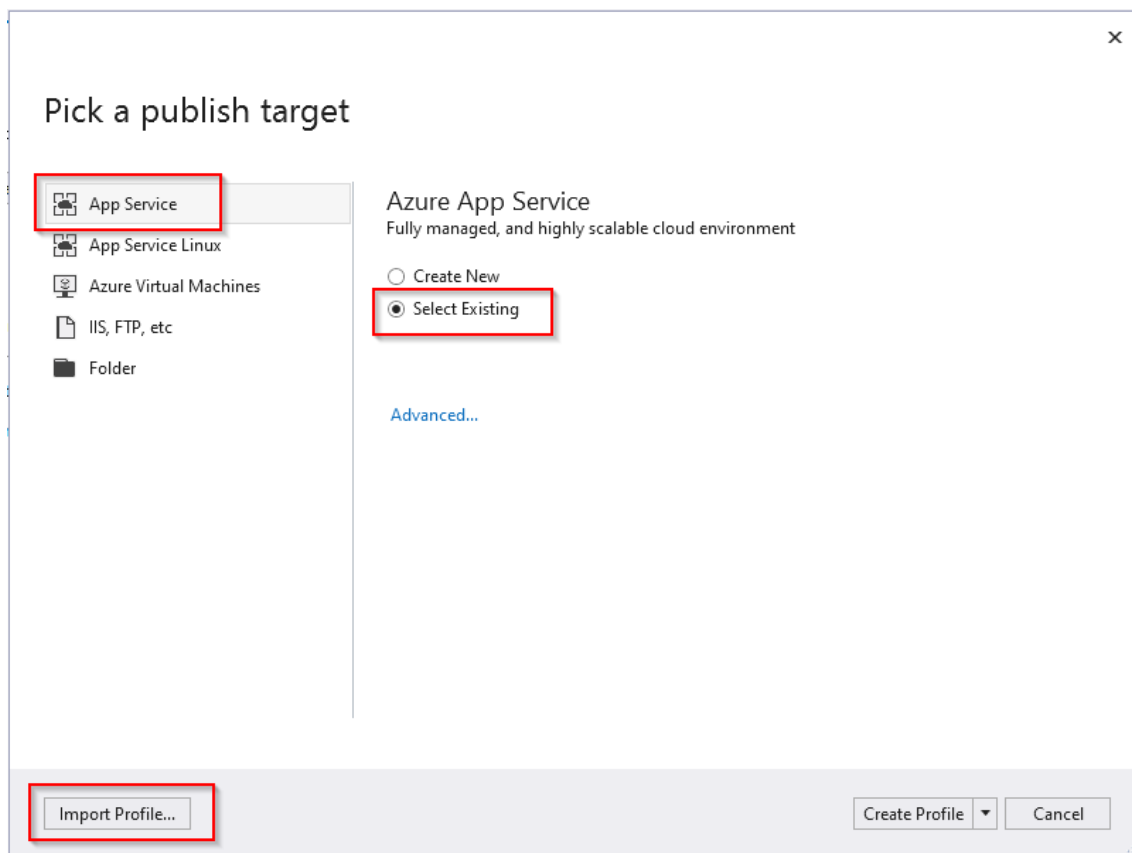 Pick a publish target
App Service
App Service Linux
Azure Virtual Machines
IIS, FTP, etc
Folder
Azure App Service
Fully managed, and highly scalable cloud environment
Create New
Select Existing
Advanced...
Import Profile...
Create Profile
Cancel